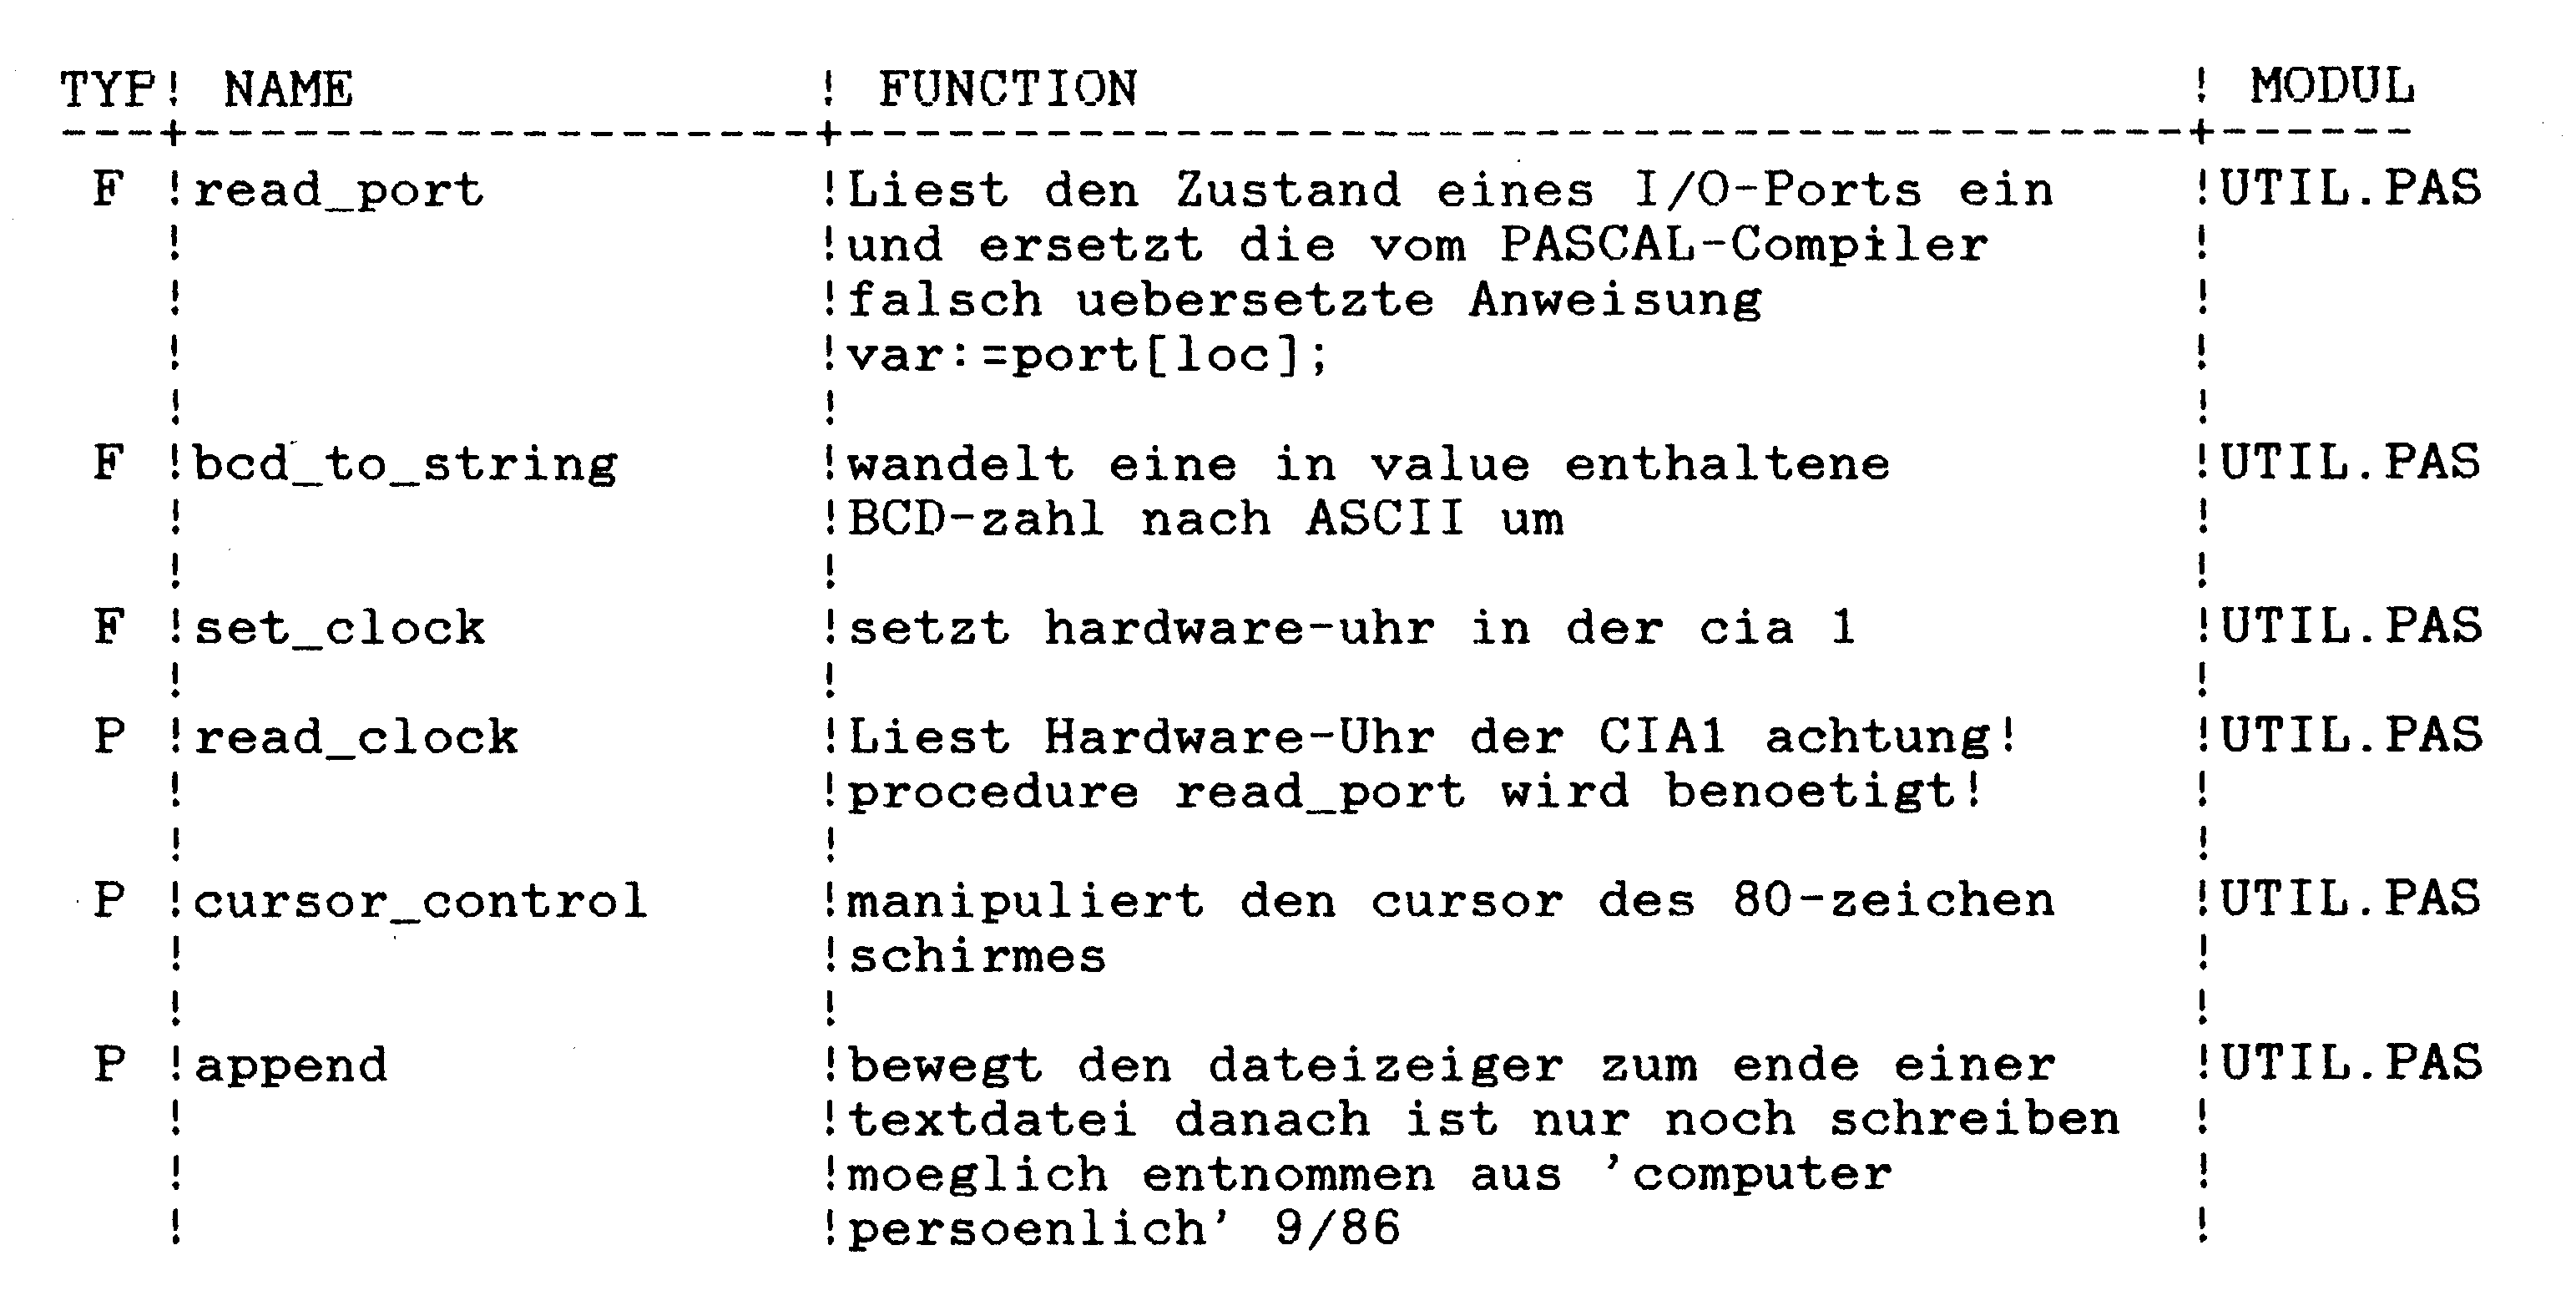 TYP! NAME                ! FUNCTION                                ! MODUL
---+-------------------+-----------------------------------------+------
 F !read_port          !Liest den Zustand eines I/O-Ports ein    !UTIL.PAS
   !                   !und ersetzt die vom PASCAL-Compiler      !
   !                   !falsch uebersetzte Anweisung             !
   !                   !var:=port[loc];                          !
   !                   !                                         !
 F !bcd_to_string      !wandelt eine in value enthaltene         !UTIL.PAS
   !                   !BCD-zahl nach ASCII um                   !
   !                   !                                         !
 F !set_clock          !setzt hardware-uhr in der cia 1          !UTIL.PAS
   !                   !                                         !
 P !read_clock         !Liest Hardware-Uhr der CIA1 achtung!     !UTIL.PAS
   !                   !procedure read_port wird benoetigt!      !
   !                   !                                         !
 P !cursor_control     !manipuliert den cursor des 80-zeichen    !UTIL.PAS
   !                   !schirmes                                 !
   !                   !                                         !
 P !append             !bewegt den dateizeiger zum ende einer    !UTIL.PAS
   !                   !textdatei danach ist nur noch schreiben  !
   !                   !moeglich entnommen aus 'computer         !
   !                   !persoenlich' 9/86                        !